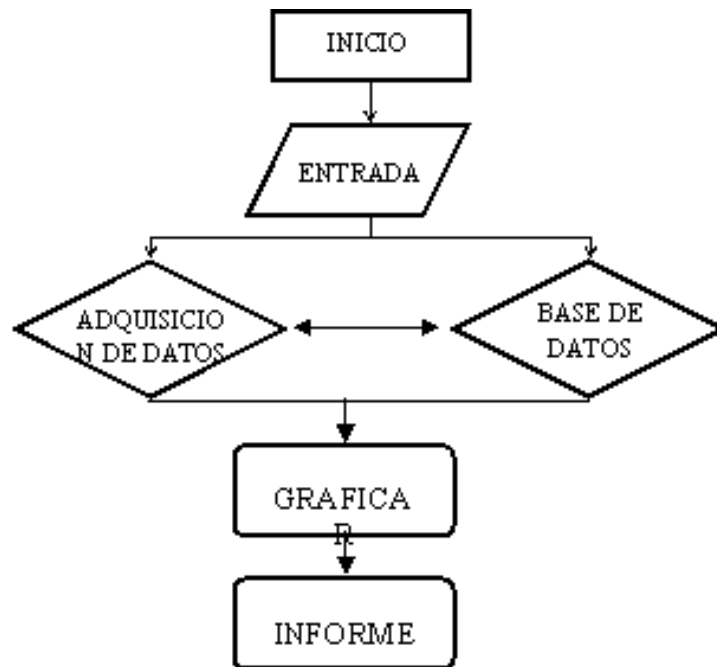 INICIO
ENTRADA
ADQUISICIO
N DE DATOS
BASE DE
DATOS
GRAFICA
R
INFORME